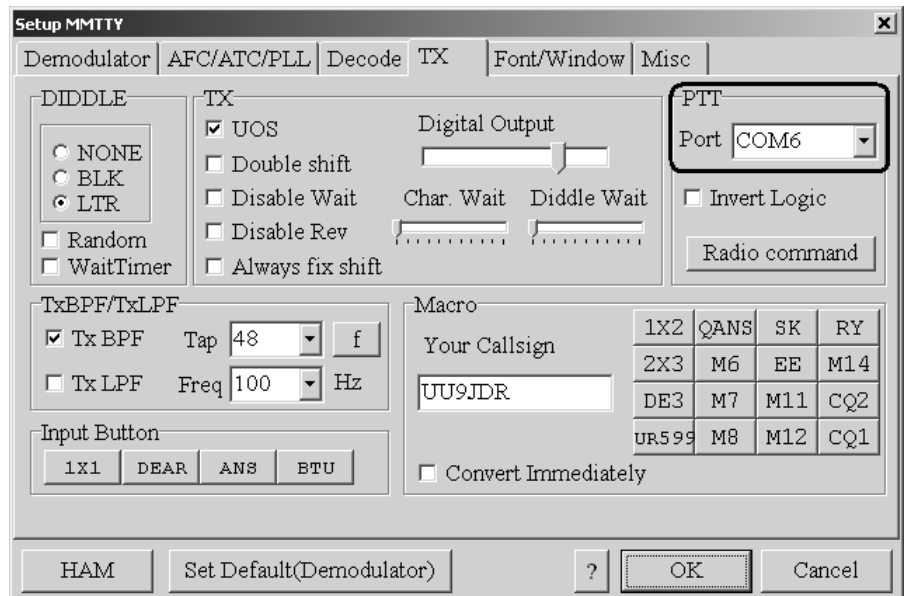 Setup MMTTY
Demodulator AFC/ATC/PLL Decode TX Font/Window Misc
DIDDLE
NONE
BLK
LTR
Random
WaitTimer
TX
UOS
Double shift
Disable Wait
Disable Rev
Always fix shift
Digital Output
Char. Wait Diddle Wait
PTT
Port COM6
Invert Logic
Radio command
TxBPF/TxLPF
Tx BPF Tap 48 f
Tx LPF Freq 100 Hz
Input Button
1X1 DEAR ANS BTU
Macro
Your Callsign
UU9JDR
Convert Immediately
1X2 QANS SK RY
2X3 M6 EE M14
DE3 M7 M11 CQ2
UR599 M8 M12 CQ1
HAM Set Default(Demodulator) ? OK Cancel